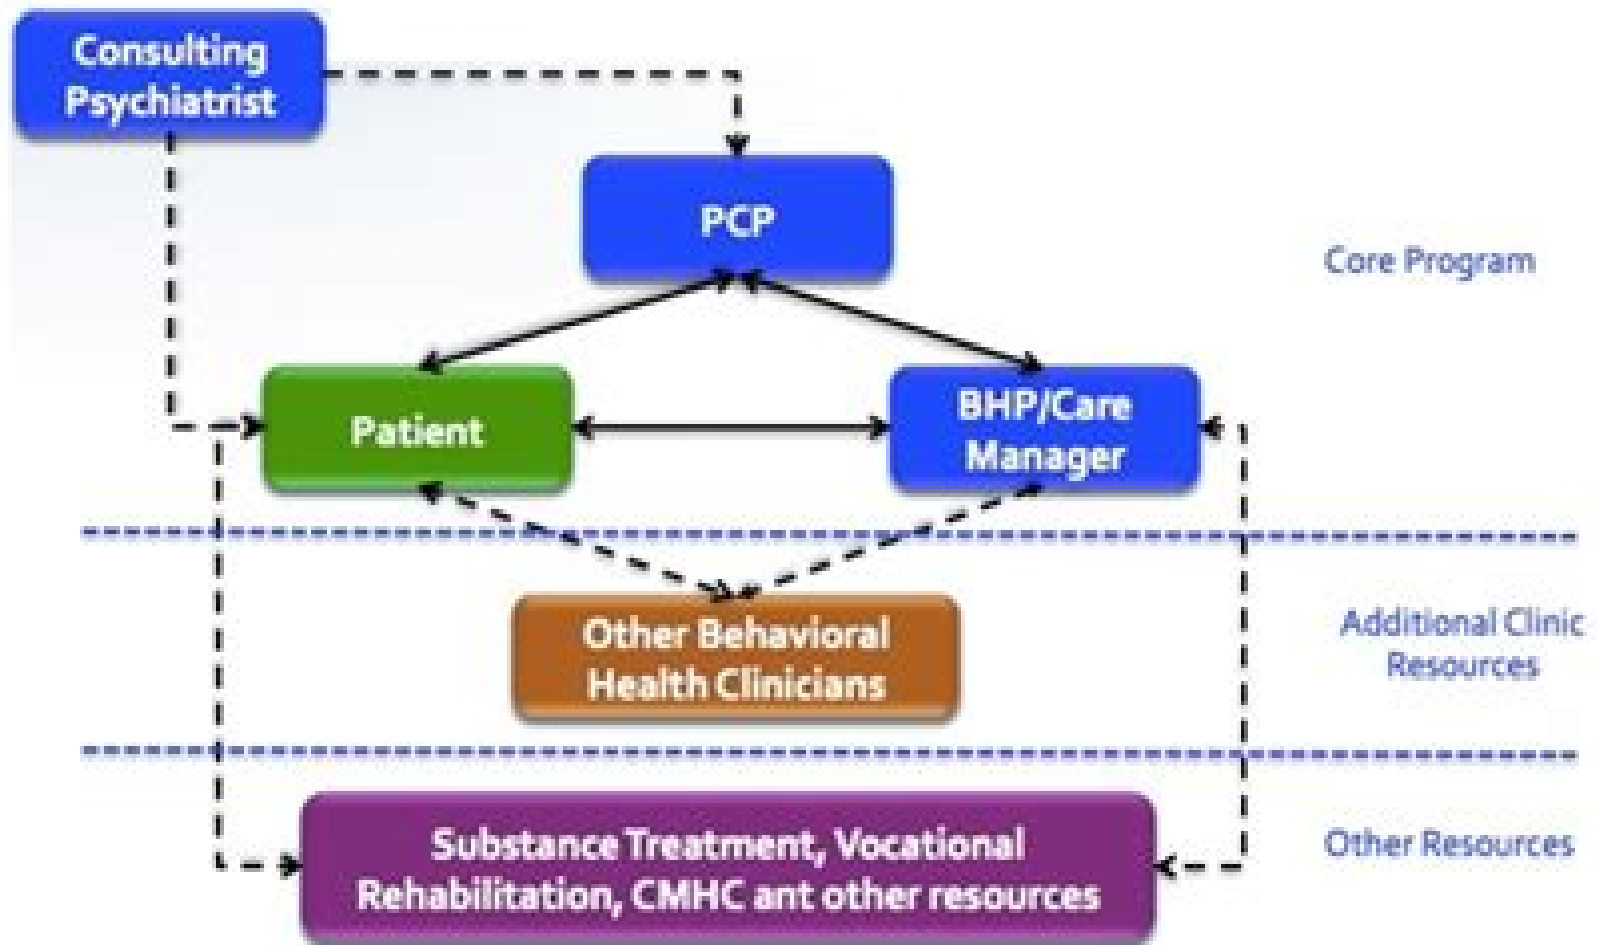 Consulting
Psychiatrist
PCP
Core Program
Patient
BHP/Care
Manager
Other Behavioral
Health Clinicians
Additional Clinic
Resources
Substance Treatment, Vocational
Rehabilitation, CMHC ant other resources
Other Resources